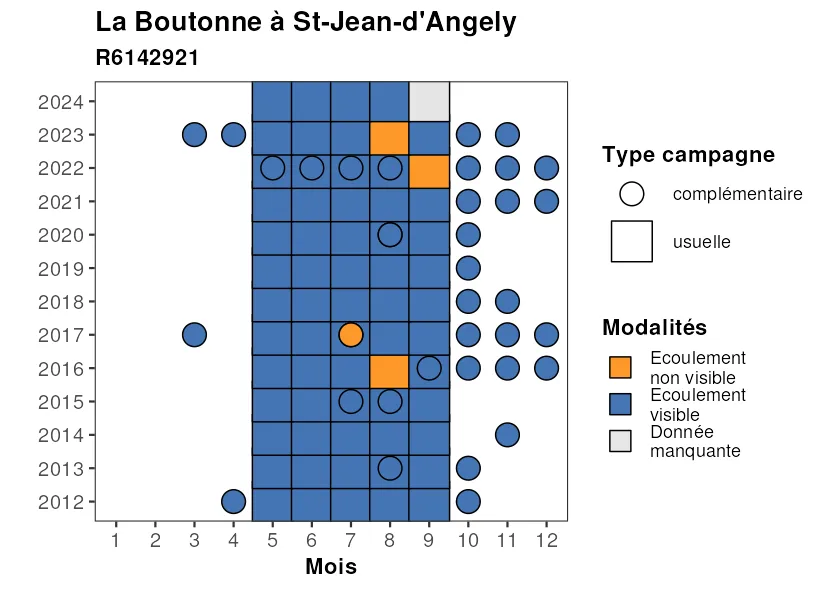 La Boutonne à St-Jean-d'Angely
R6142921
2024
2023
2022
2021
2020
2019
2018
2017
2016
2015
2014
2013
2012
1 2 3 4 5 6 7 8 9 10 11 12
Mois
Type campagne
complémentaire
usuelle
Modalités
Ecoulement
non visible
Ecoulement
visible
Donnée
manquante